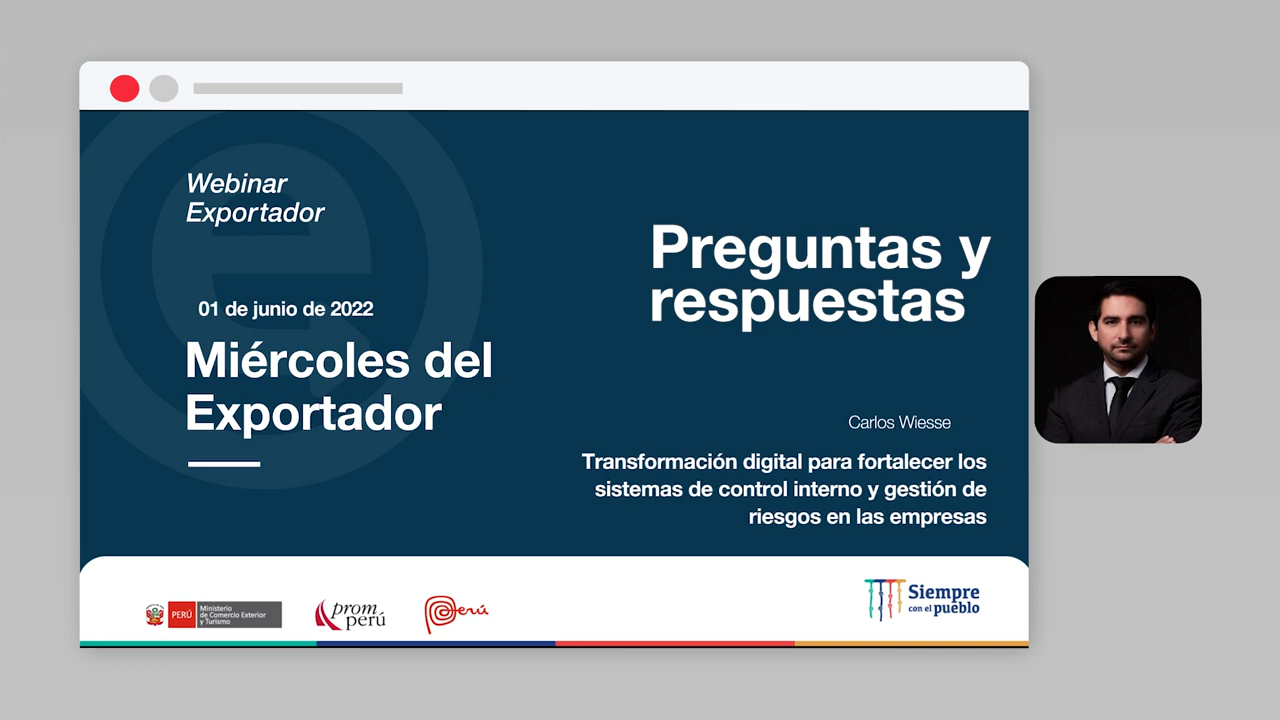 Webinar
Exportador
01 de junio de 2022
Miércoles del
Exportador
Preguntas y
respuestas
Carlos Wiesse
Transformación digital para fortalecer los
sistemas de control interno y gestión de
riesgos en las empresas
PERÚ
Ministerio
de Comercio Exterior
y Turismo
prom
perú
Perú
Siempre
con el pueblo